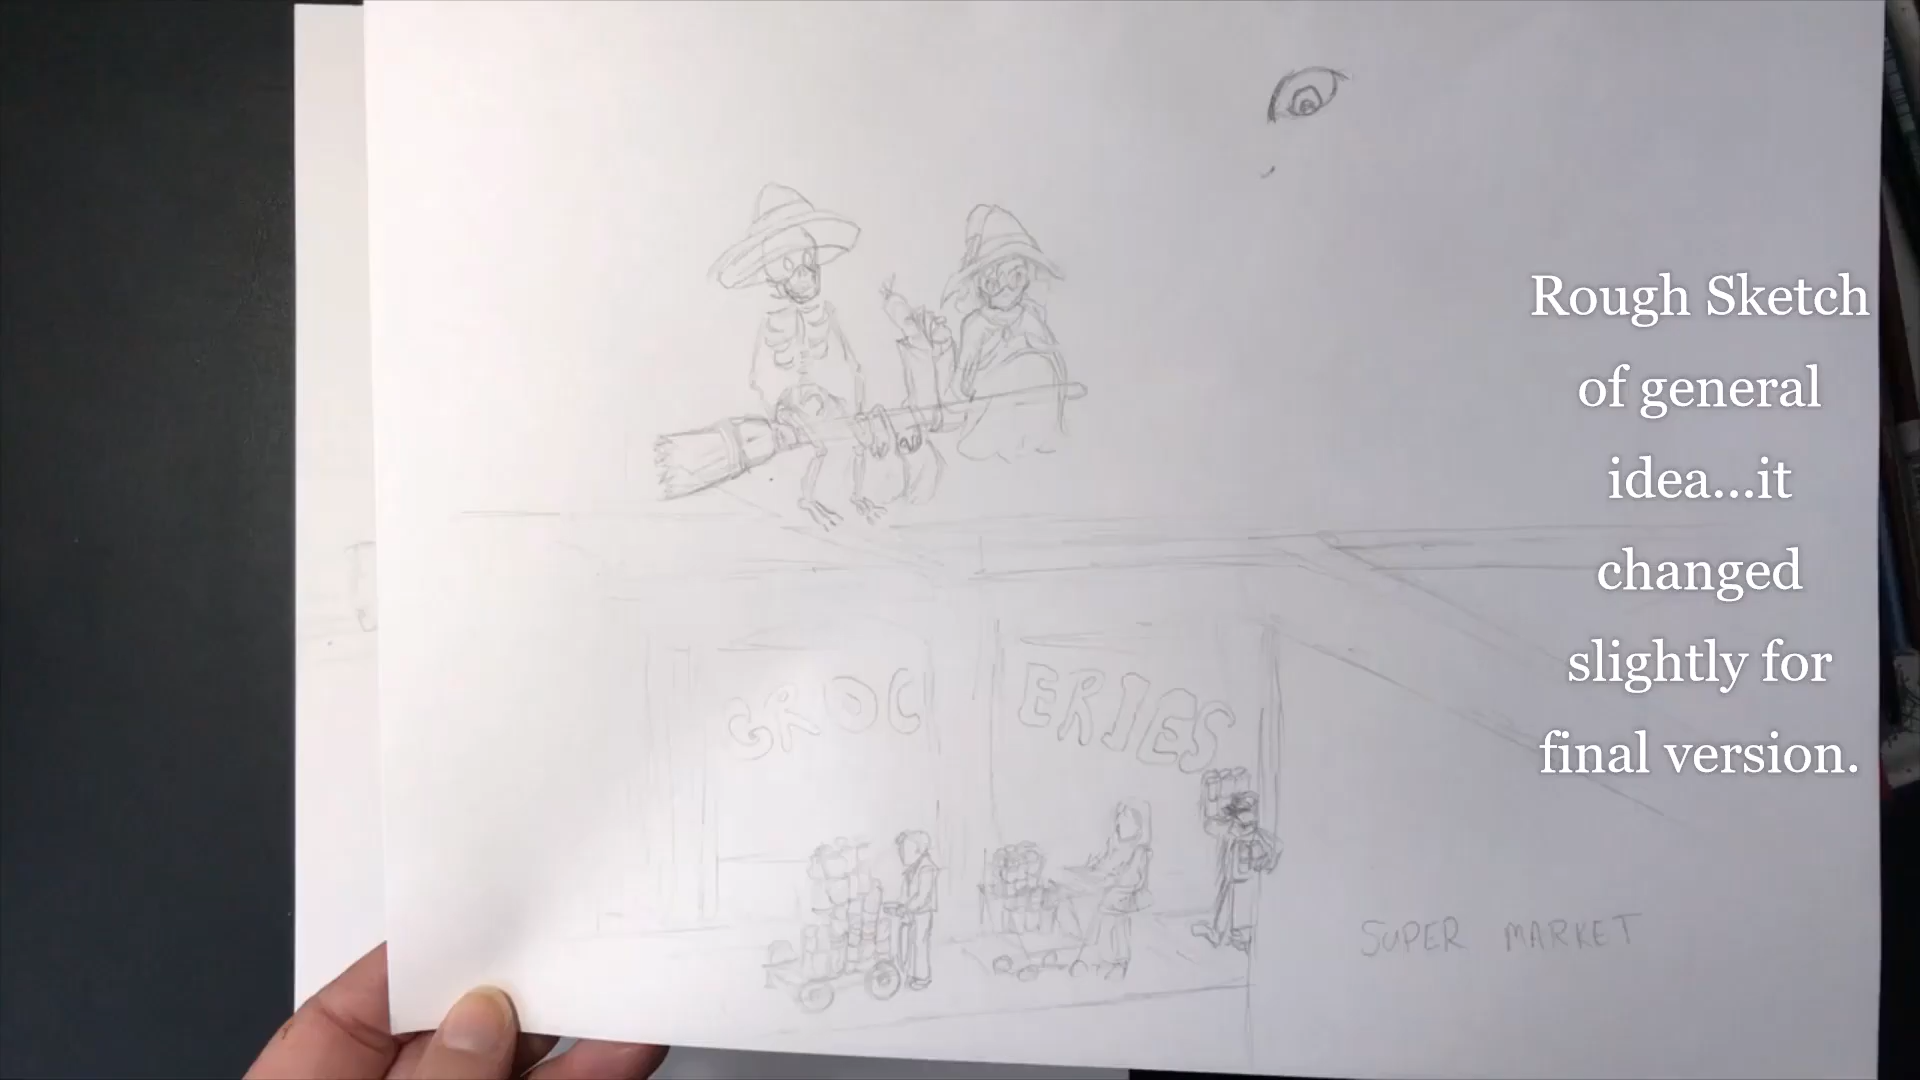 Rough Sketch
of general
idea...it
changed
slightly for
final version.
GROC ERIES
SUPER MARKET